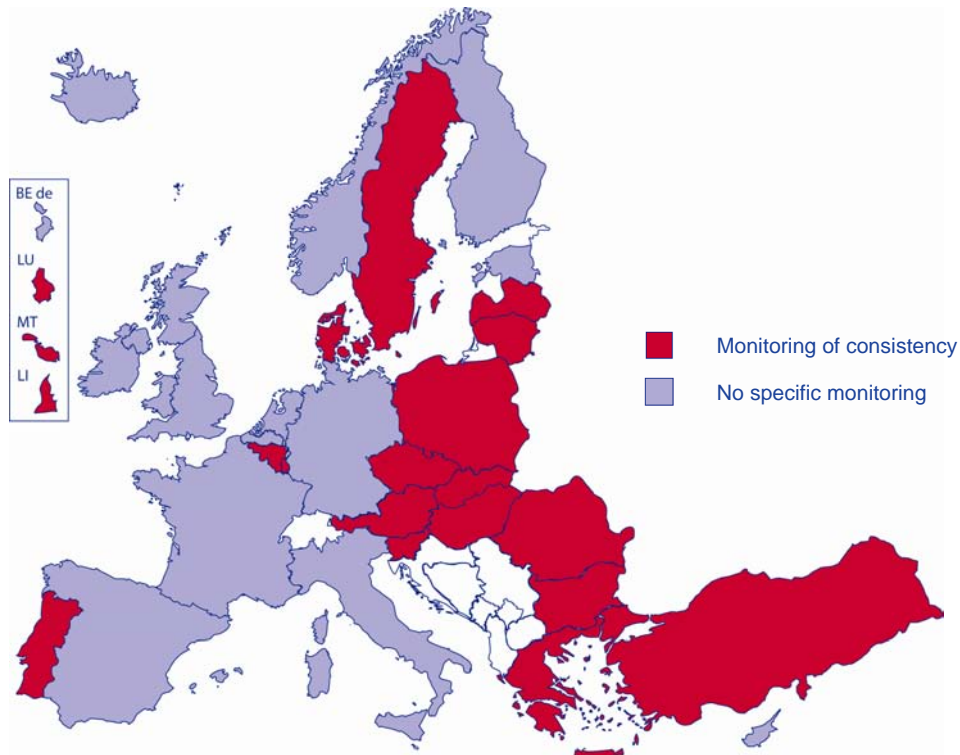 BE de
LU
MT
LI
Monitoring of consistency
No specific monitoring